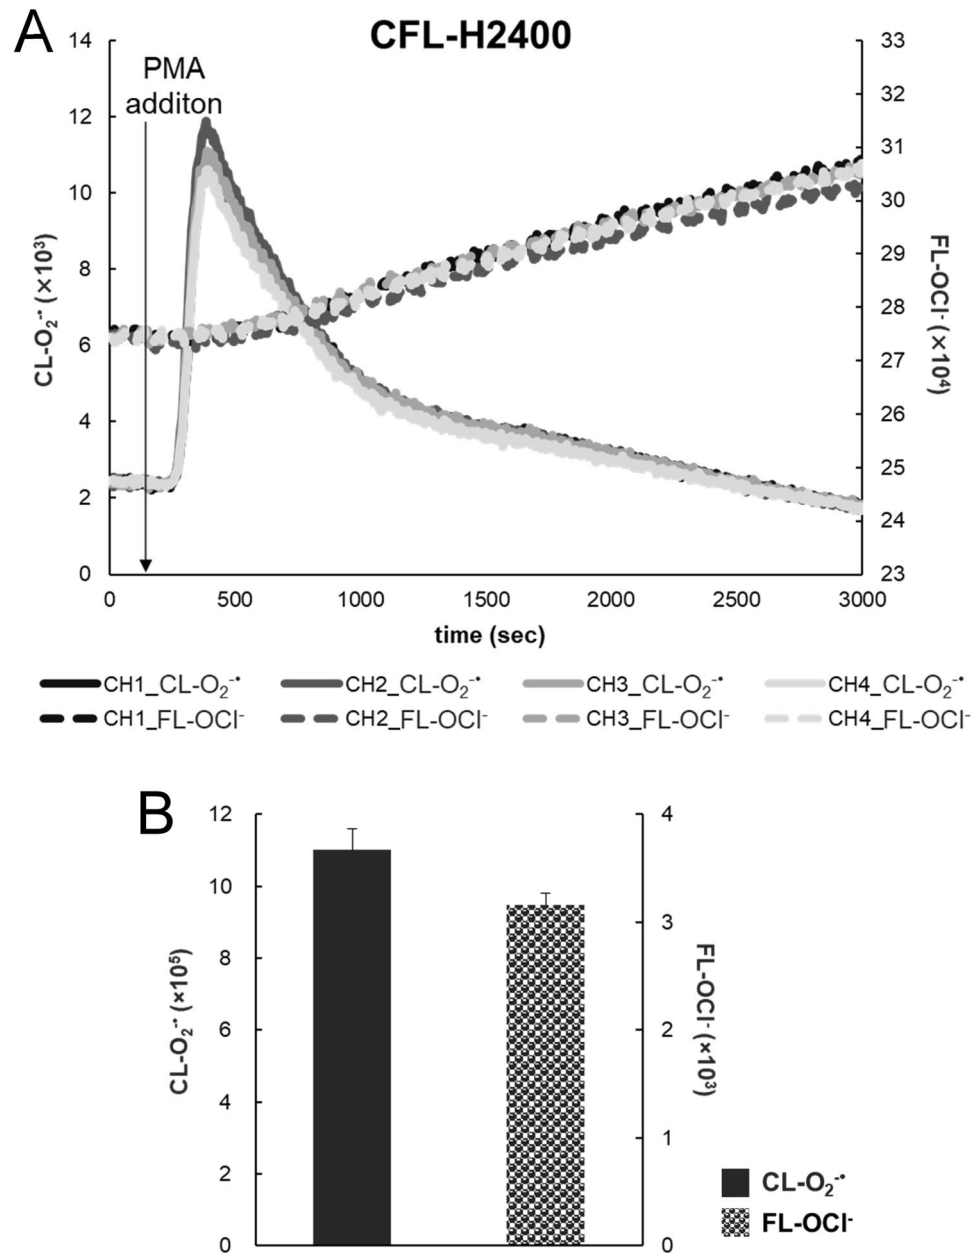 A
CFL-H2400
PMA
additon
14
12
10
8
6
4
2
0
CL-O₂⁻• (×10³)
33
32
31
30
29
28
27
26
25
24
23
FL-OCl⁻ (×10⁴)
0 500 1000 1500 2000 2500 3000
time (sec)
CH1_CL-O₂⁻• CH2_CL-O₂⁻• CH3_CL-O₂⁻• CH4_CL-O₂⁻•
CH1_FL-OCl⁻ CH2_FL-OCl⁻ CH3_FL-OCl⁻ CH4_FL-OCl⁻
B
12
10
8
6
4
2
0
CL-O₂⁻• (×10⁵)
4
3
2
1
0
FL-OCl⁻ (×10³)
CL-O₂⁻•
FL-OCl⁻